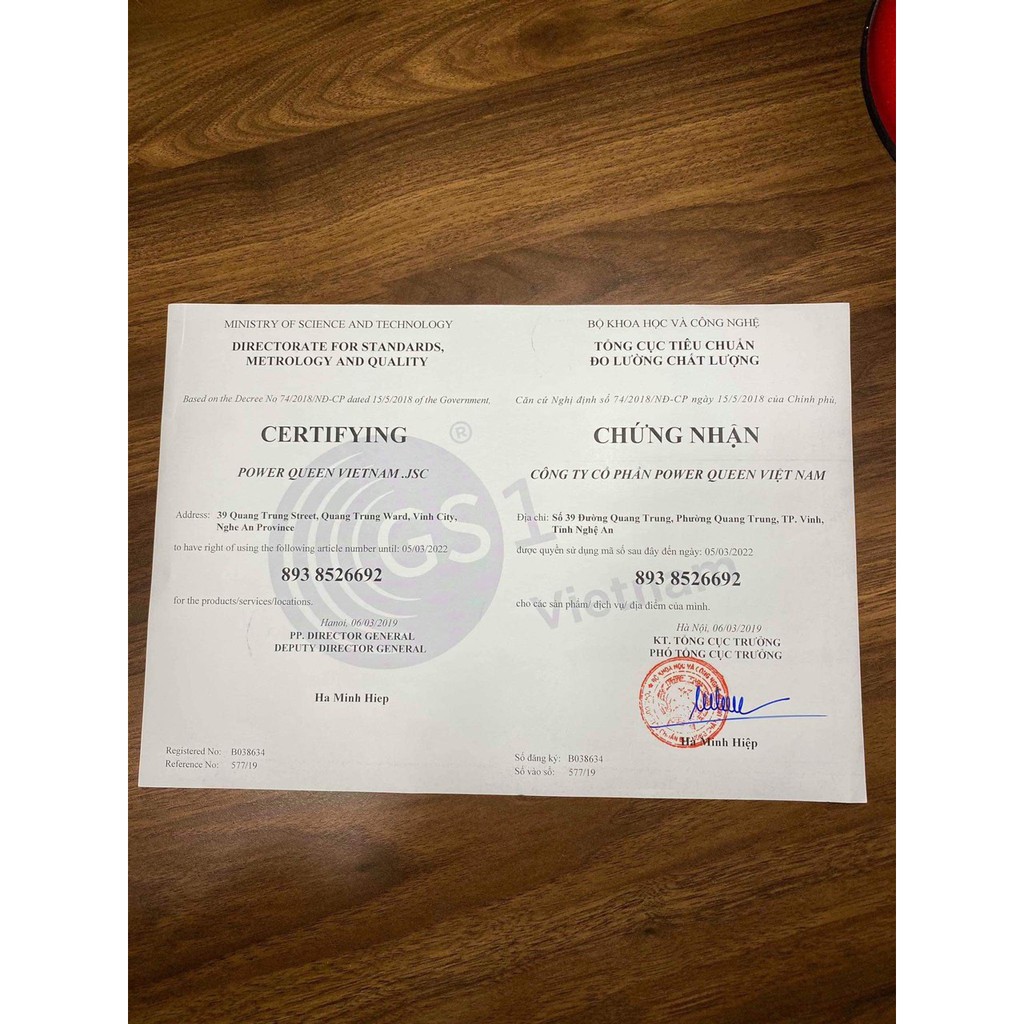 MINISTRY OF SCIENCE AND TECHNOLOGY
DIRECTORATE FOR STANDARDS,
METROLOGY AND QUALITY
Based on the Decree No 74/2018/NĐ-CP dated 15/5/2018 of the Government,
CERTIFYING
POWER QUEEN VIETNAM .JSC
Address: 39 Quang Trung Street, Quang Trung Ward, Vinh City,
Nghe An Province
to have right of using the following article number until: 05/03/2022
893 8526692
for the products/services/locations.
Hanoi, 06/03/2019
PP. DIRECTOR GENERAL
DEPUTY DIRECTOR GENERAL
Ha Minh Hiep
Registered No: B038634
Reference No: 577/19
BỘ KHOA HỌC VÀ CÔNG NGHỆ
TỔNG CỤC TIÊU CHUẨN
ĐO LƯỜNG CHẤT LƯỢNG
Căn cứ Nghị định số 74/2018/NĐ-CP ngày 15/5/2018 của Chính phủ,
CHỨNG NHẬN
CÔNG TY CỔ PHẦN POWER QUEEN VIỆT NAM
Địa chỉ: Số 39 Đường Quang Trung, Phường Quang Trung, TP. Vinh,
Tỉnh Nghệ An
được quyền sử dụng mã số sau đây đến ngày: 05/03/2022
893 8526692
cho các sản phẩm/ dịch vụ/ địa điểm của mình.
Hà Nội, 06/03/2019
KT. TỔNG CỤC TRƯỞNG
PHÓ TỔNG CỤC TRƯỞNG
Hà Minh Hiệp
Số đăng ký: B038634
Số vào sổ: 577/19
GS1
Vietnam
®